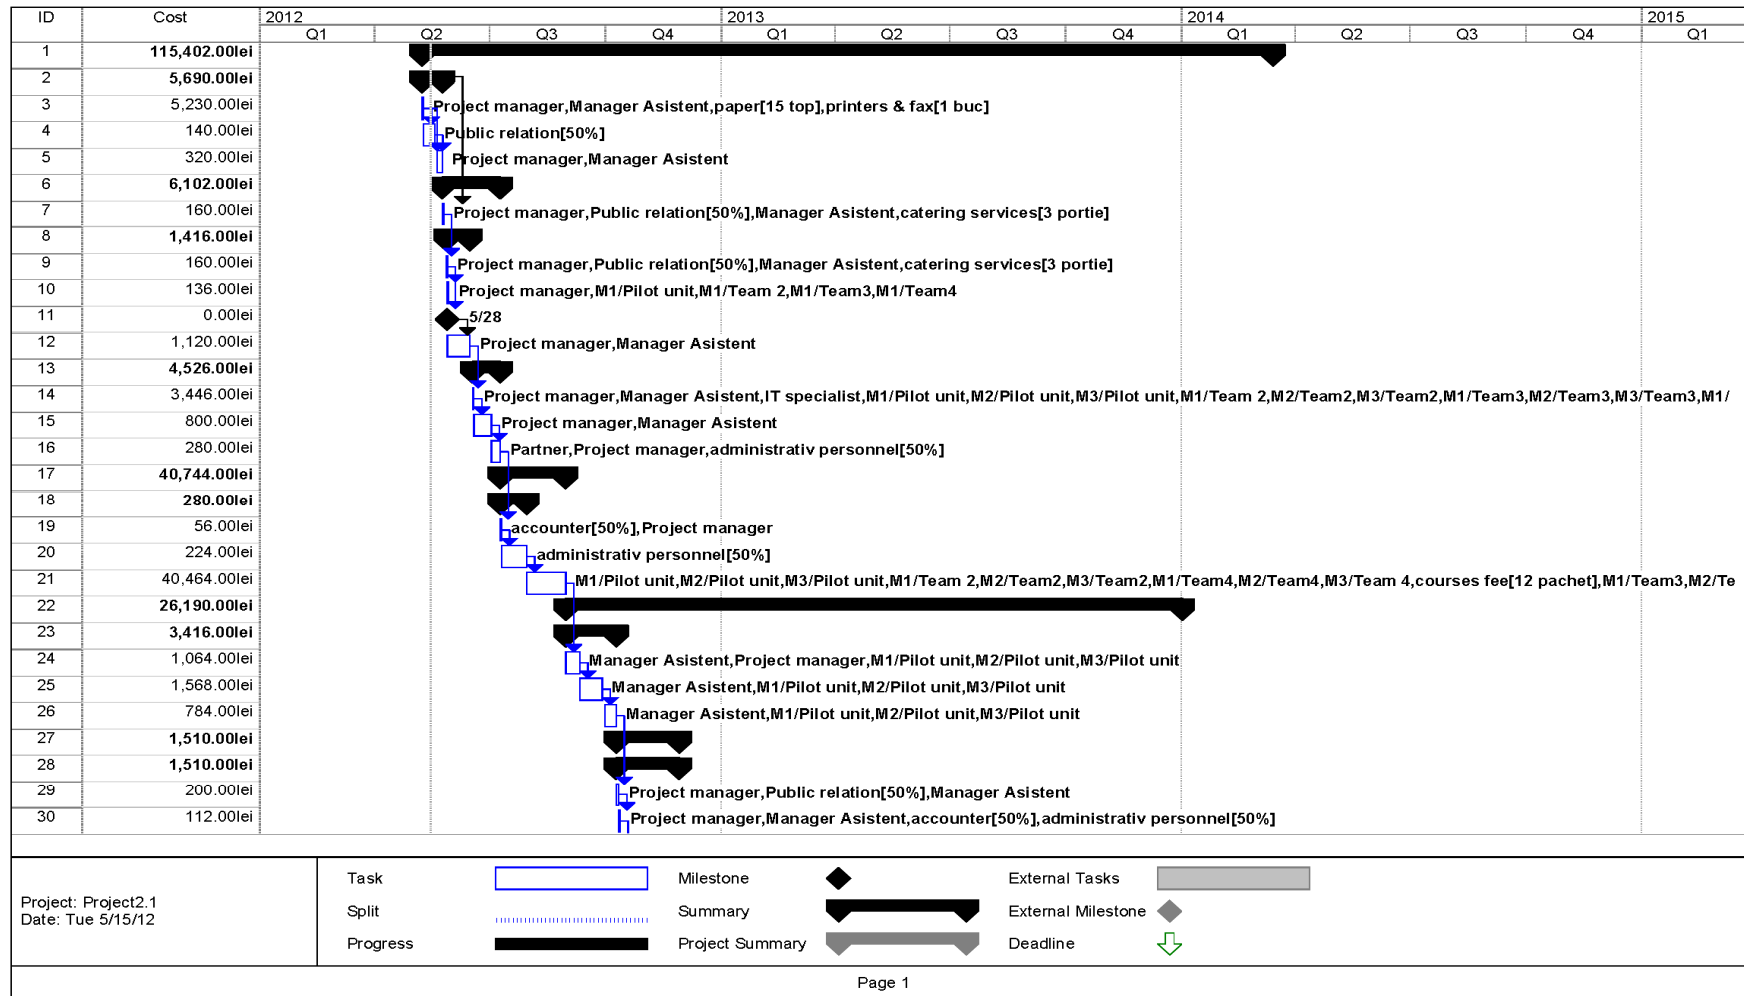 ID Cost 2012 2013 2014 2015
Q1 Q2 Q3 Q4 Q1 Q2 Q3 Q4 Q1 Q2 Q3 Q4 Q1
1 115,402.00lei
2 5,690.00lei
3 5,230.00lei Project manager,Manager Asistent,paper[15 top],printers & fax[1 buc]
4 140.00lei Public relation[50%]
5 320.00lei Project manager,Manager Asistent
6 6,102.00lei
7 160.00lei Project manager,Public relation[50%],Manager Asistent,catering services[3 portie]
8 1,416.00lei
9 160.00lei Project manager,Public relation[50%],Manager Asistent,catering services[3 portie]
10 136.00lei Project manager,M1/Pilot unit,M1/Team 2,M1/Team3,M1/Team4
11 0.00lei 5/28
12 1,120.00lei Project manager,Manager Asistent
13 4,526.00lei
14 3,446.00lei Project manager,Manager Asistent,IT specialist,M1/Pilot unit,M2/Pilot unit,M3/Pilot unit,M1/Team 2,M2/Team2,M3/Team2,M1/Team3,M2/Team3,M3/Team3,M1/
15 800.00lei Project manager,Manager Asistent
16 280.00lei Partner,Project manager,administrativ personnel[50%]
17 40,744.00lei
18 280.00lei
19 56.00lei accounter[50%],Project manager
20 224.00lei administrativ personnel[50%]
21 40,464.00lei M1/Pilot unit,M2/Pilot unit,M3/Pilot unit,M1/Team 2,M2/Team2,M3/Team2,M1/Team4,M2/Team4,M3/Team 4,courses fee[12 pachet],M1/Team3,M2/Te
22 26,190.00lei
23 3,416.00lei
24 1,064.00lei Manager Asistent,Project manager,M1/Pilot unit,M2/Pilot unit,M3/Pilot unit
25 1,568.00lei Manager Asistent,M1/Pilot unit,M2/Pilot unit,M3/Pilot unit
26 784.00lei Manager Asistent,M1/Pilot unit,M2/Pilot unit,M3/Pilot unit
27 1,510.00lei
28 1,510.00lei
29 200.00lei Project manager,Public relation[50%],Manager Asistent
30 112.00lei Project manager,Manager Asistent,accounter[50%],administrativ personnel[50%]
Project: Project2.1
Date: Tue 5/15/12
Task Milestone External Tasks
Split Summary External Milestone
Progress Project Summary Deadline
Page 1